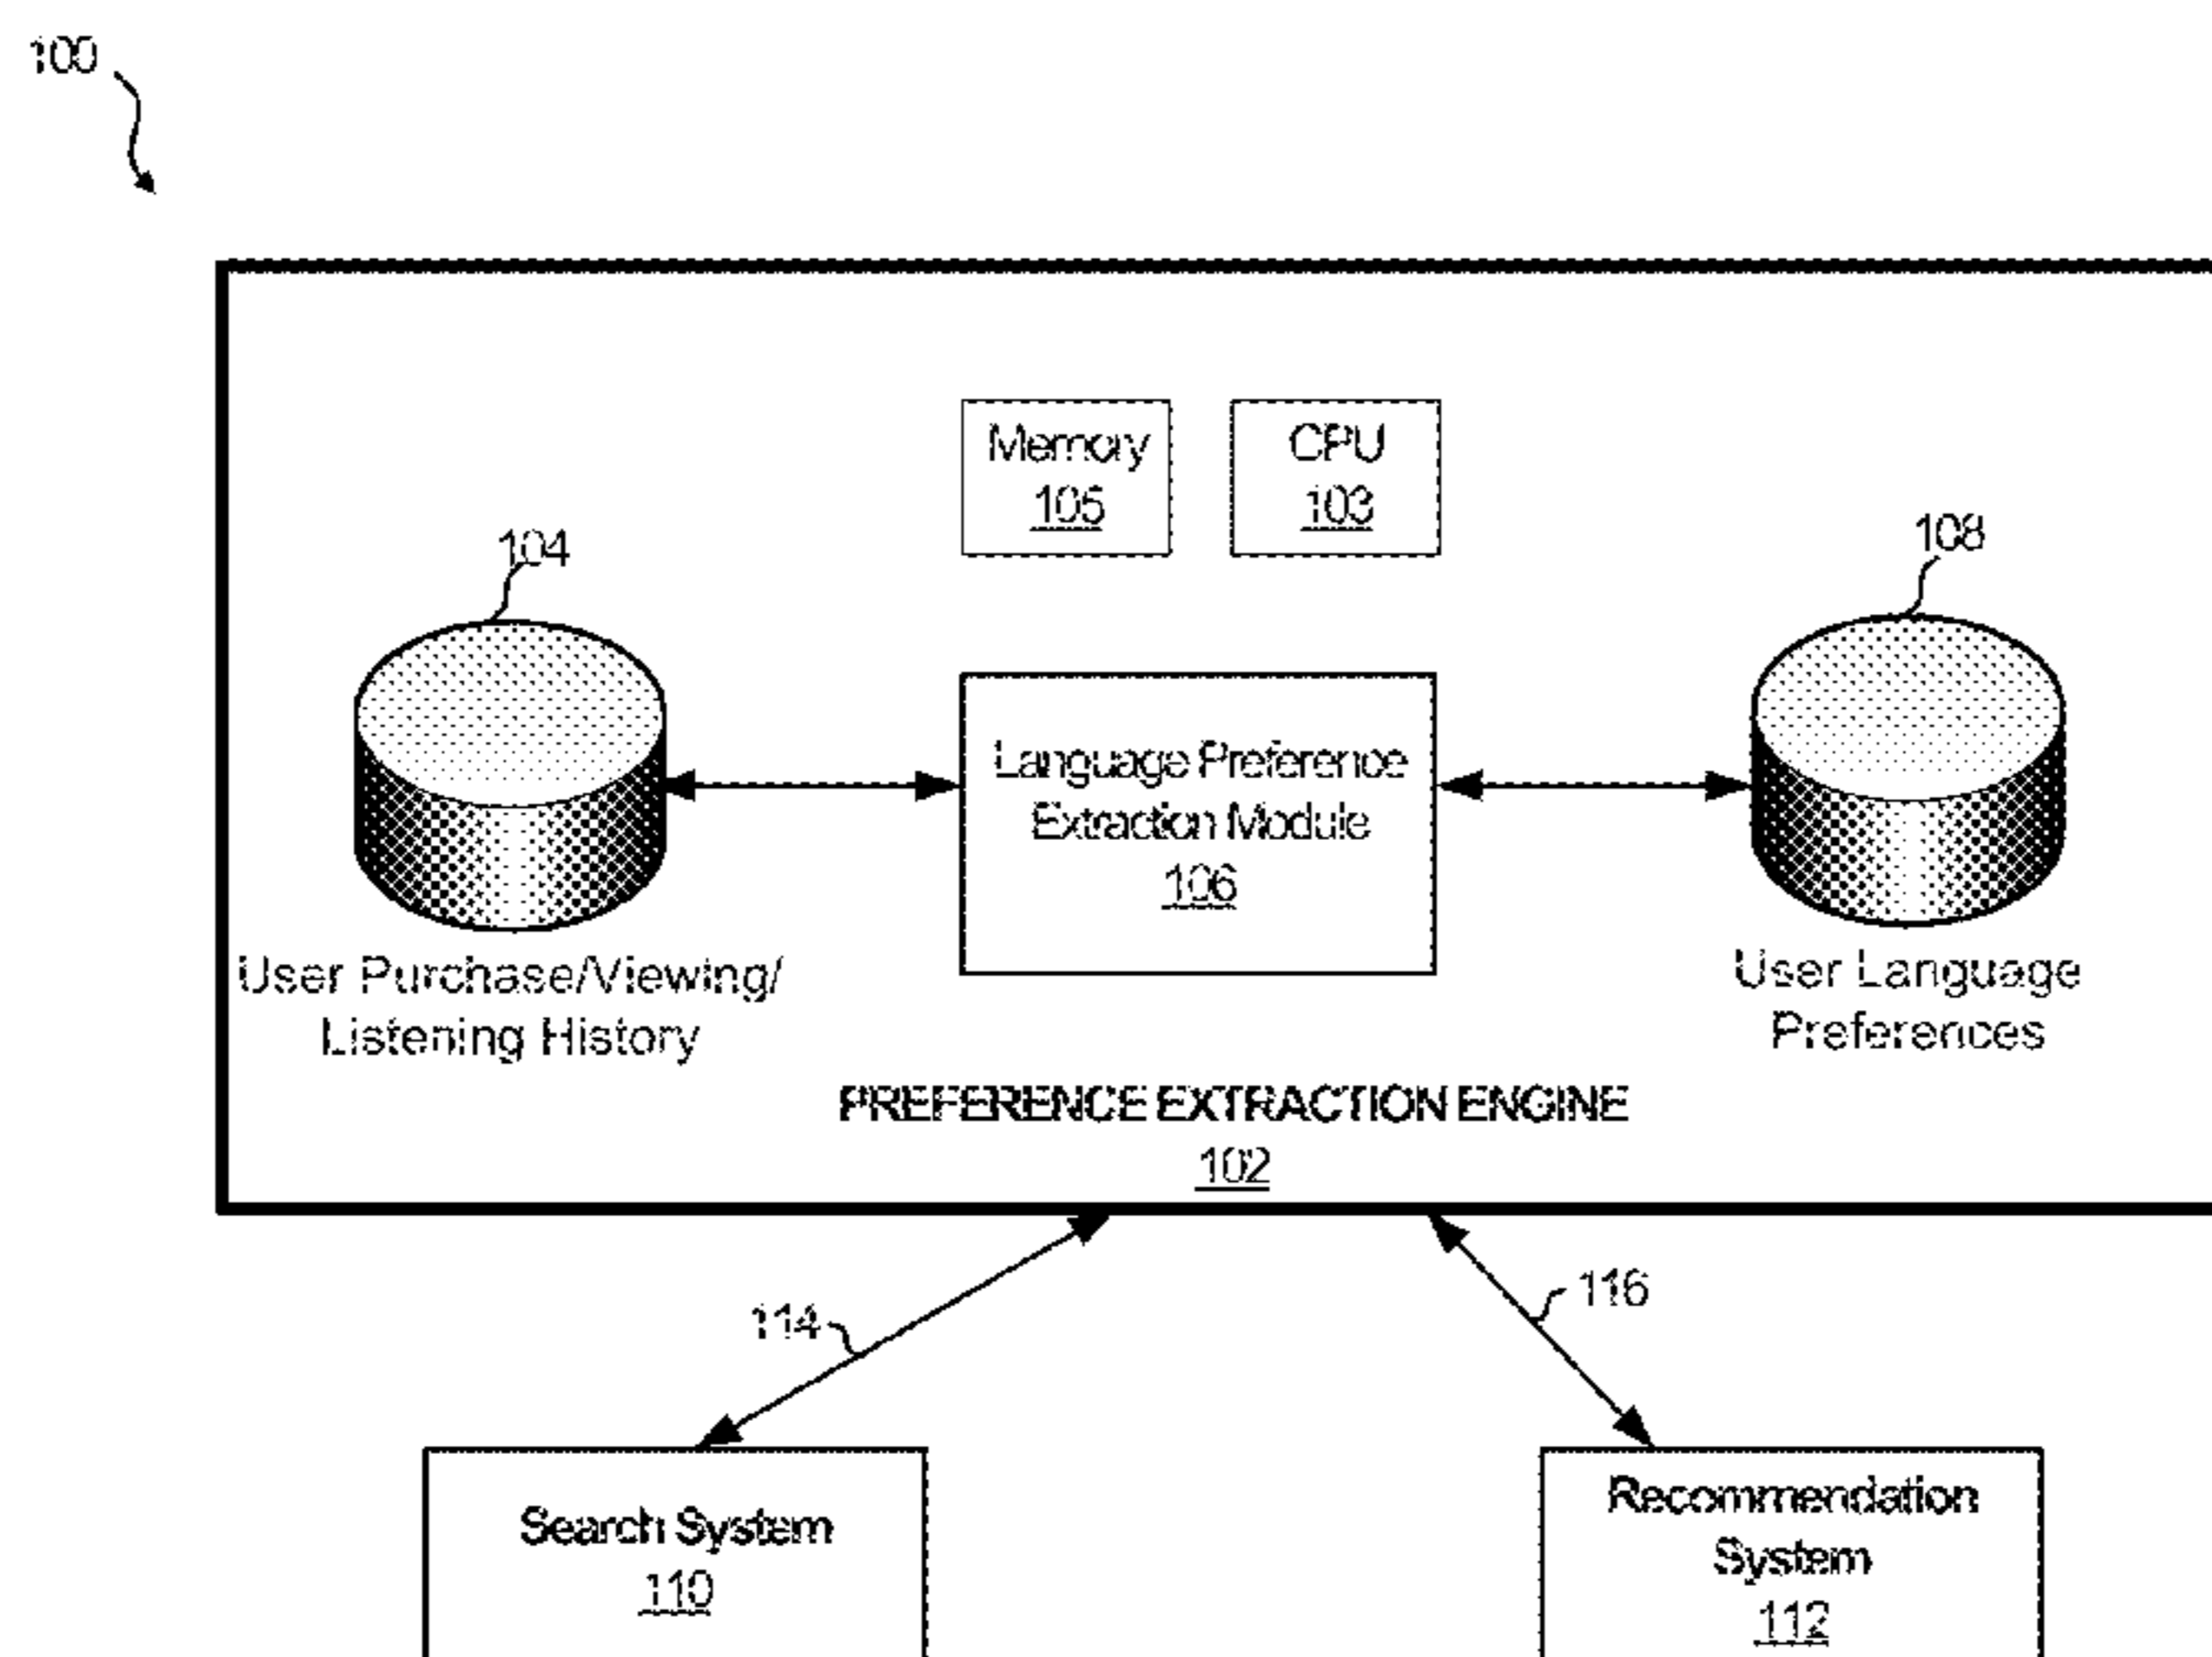 100
Memory
105
CPU
103
104
108
Language Preference
Extraction Module
106
User Purchase/Viewing/
Listening History
User Language
Preferences
PREFERENCE EXTRACTION ENGINE
102
114
116
Search System
110
Recommendation
System
112